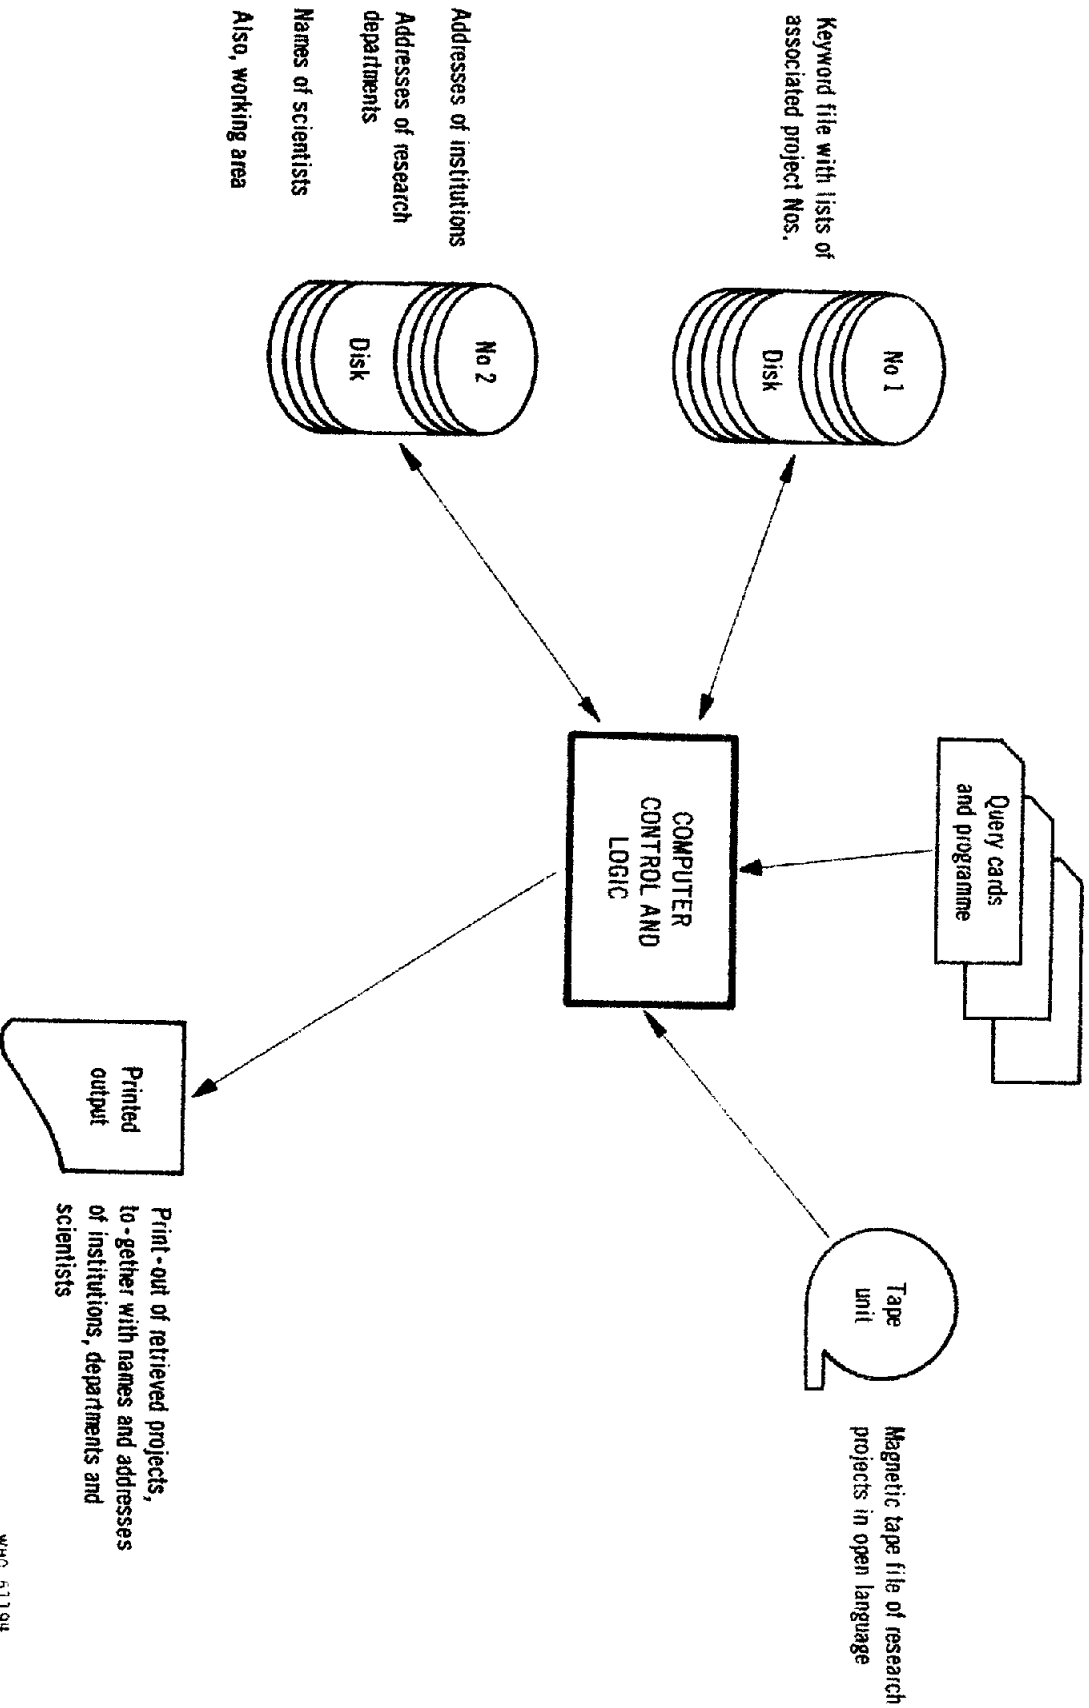 Query cards
and programme
Keyword file with lists of
associated project Nos.
No 1
Disk
Tape
unit
Magnetic tape file of research
projects in open language
COMPUTER
CONTROL AND
LOGIC
Addresses of institutions
Addresses of research
departments
Names of scientists
Also, working area
No 2
Disk
Printed
output
Print-out of retrieved projects,
to-gether with names and addresses
of institutions, departments and
scientists